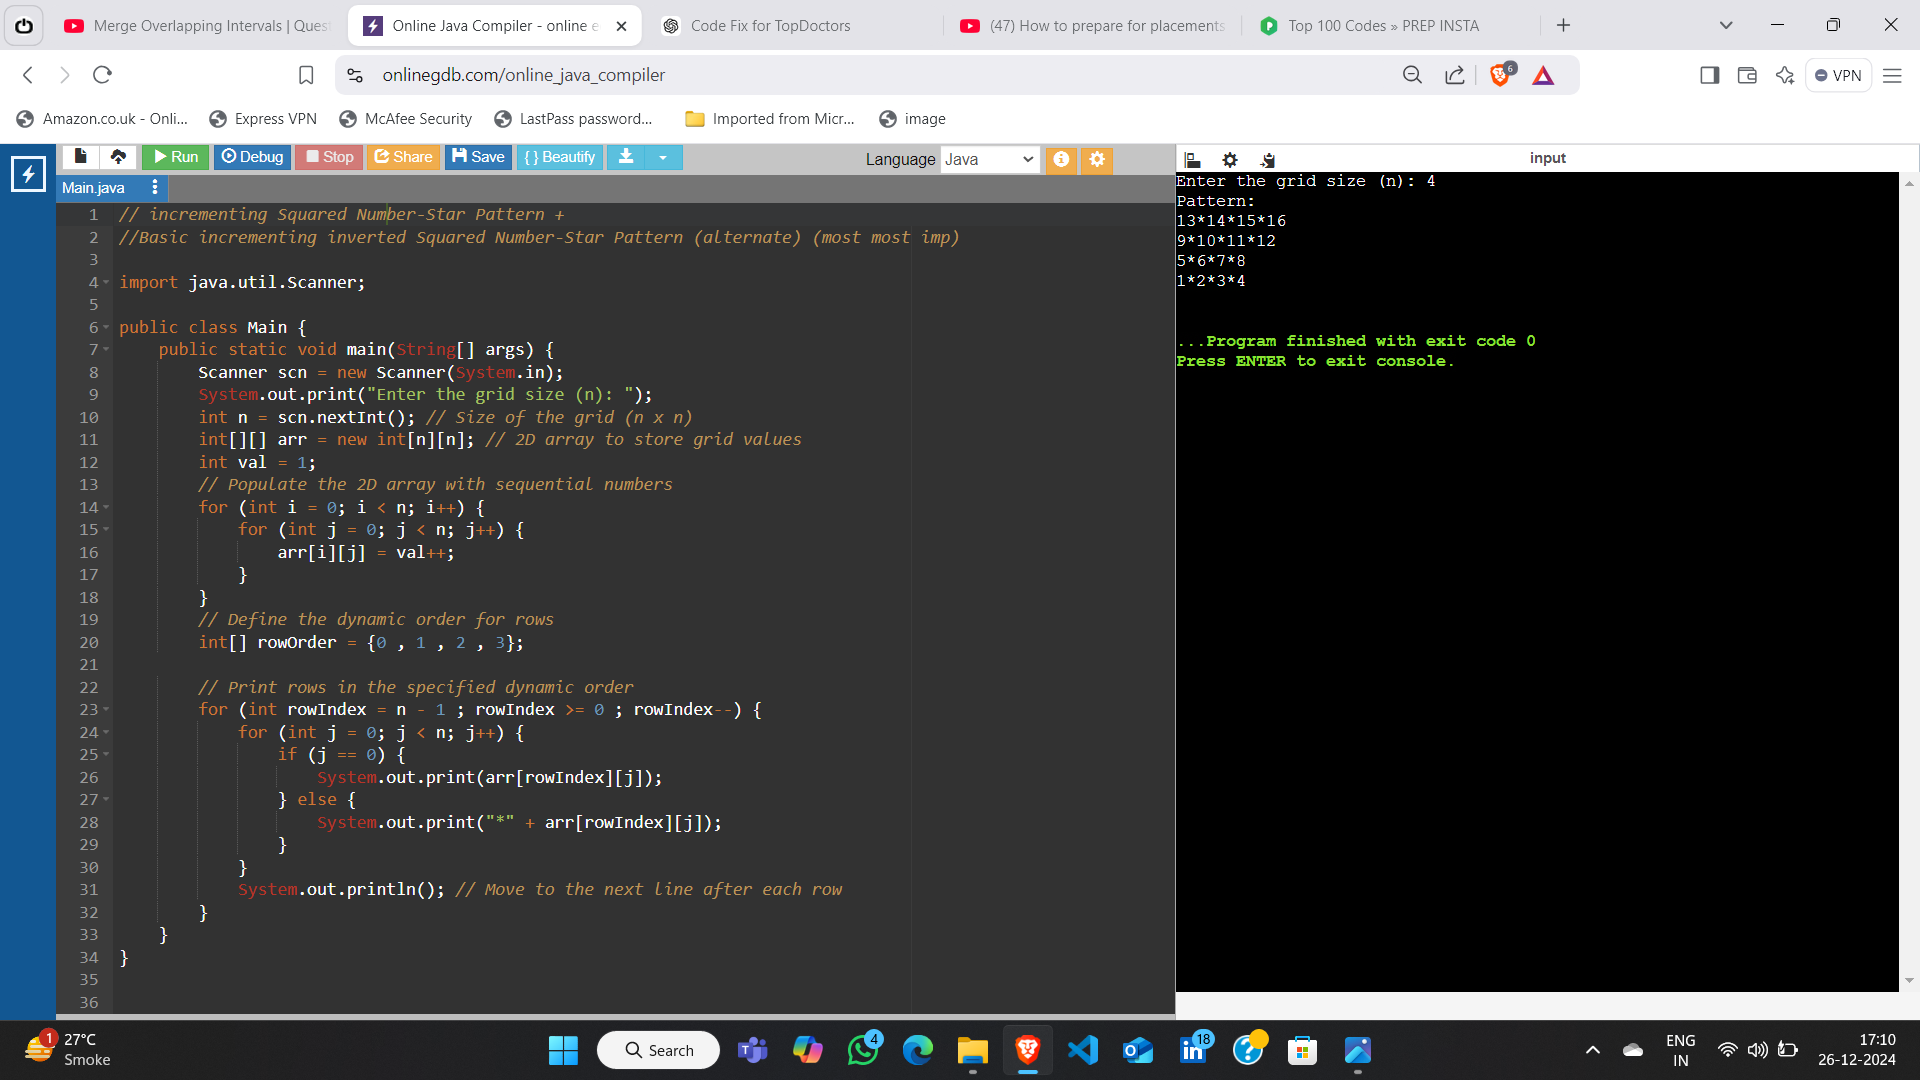 Merge Overlapping Intervals | Ques
Online Java Compiler - online e
Code Fix for TopDoctors
(47) How to prepare for placements
Top 100 Codes » PREP INSTA
onlinegdb.com/online_java_compiler
6
VPN
Amazon.co.uk - Onli...
Express VPN
McAfee Security
LastPass password...
Imported from Micr...
image
Run
Debug
Stop
Share
Save
{ } Beautify
Language
Java
input
Main.java
1 // incrementing Squared Number-Star Pattern +
2 //Basic incrementing inverted Squared Number-Star Pattern (alternate) (most most imp)
3
4 import java.util.Scanner;
5
6 public class Main {
7 public static void main(String[] args) {
8 Scanner scn = new Scanner(System.in);
9 System.out.print("Enter the grid size (n): ");
10 int n = scn.nextInt(); // Size of the grid (n x n)
11 int[][] arr = new int[n][n]; // 2D array to store grid values
12 int val = 1;
13 // Populate the 2D array with sequential numbers
14 for (int i = 0; i < n; i++) {
15 for (int j = 0; j < n; j++) {
16 arr[i][j] = val++;
17 }
18 }
19 // Define the dynamic order for rows
20 int[] rowOrder = {0 , 1 , 2 , 3};
21
22 // Print rows in the specified dynamic order
23 for (int rowIndex = n - 1 ; rowIndex >= 0 ; rowIndex--) {
24 for (int j = 0; j < n; j++) {
25 if (j == 0) {
26 System.out.print(arr[rowIndex][j]);
27 } else {
28 System.out.print("*" + arr[rowIndex][j]);
29 }
30 }
31 System.out.println(); // Move to the next line after each row
32 }
33 }
34 }
35
36
Enter the grid size (n): 4
Pattern:
13*14*15*16
9*10*11*12
5*6*7*8
1*2*3*4
...Program finished with exit code 0
Press ENTER to exit console.
1
27°C
Smoke
Search
4
18
ENG
IN
17:10
26-12-2024